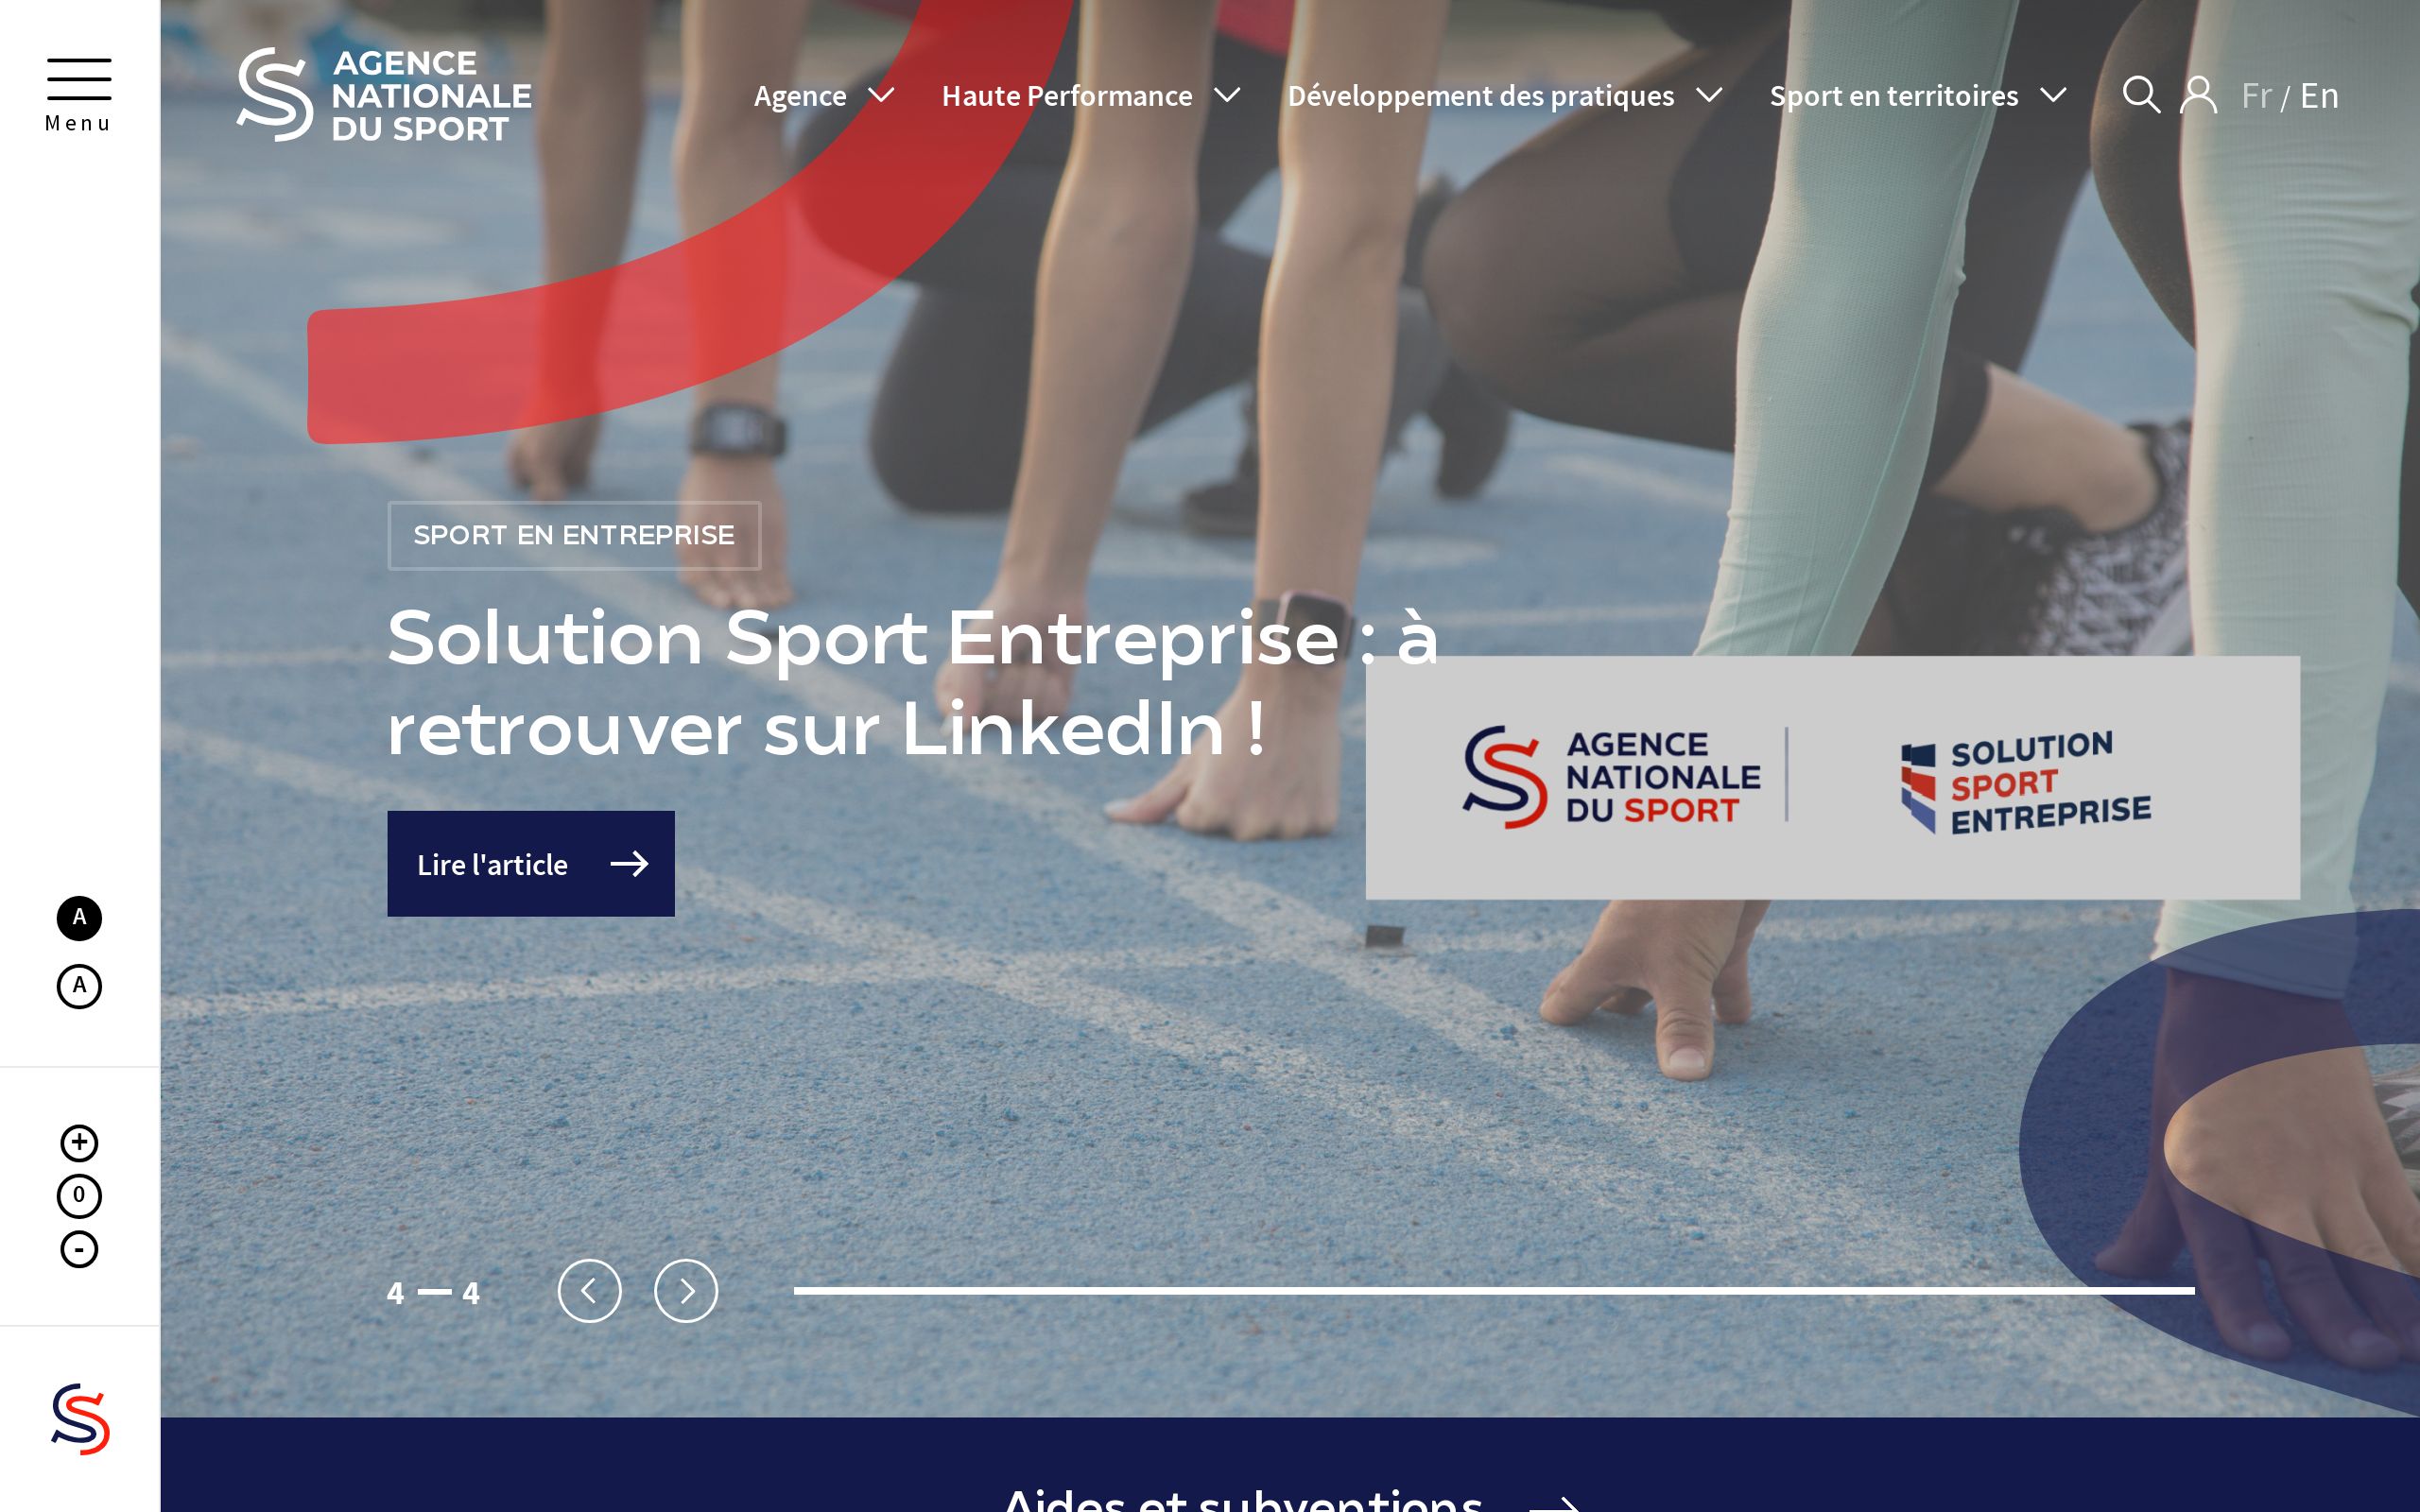 Menu
AGENCE
NATIONALE
DU SPORT
Agence
Haute Performance
Développement des pratiques
Sport en territoires
Fr / En
SPORT EN ENTREPRISE
Solution Sport Entreprise : à
retrouver sur LinkedIn !
AGENCE
NATIONALE
DU SPORT
SOLUTION
SPORT
ENTREPRISE
Lire l'article
A
A
+
0
-
4 — 4
Aides et subventions